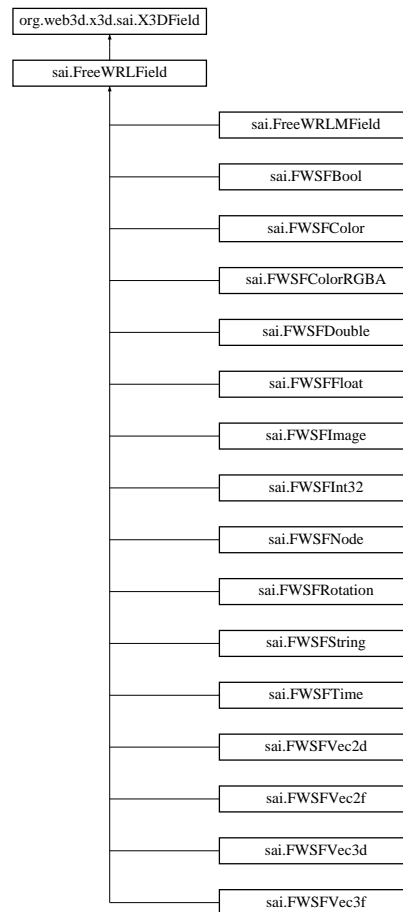 org.web3d.x3d.sai.X3DField
sai.FreeWRLField
sai.FreeWRLMField
sai.FWSFBool
sai.FWSFColor
sai.FWSFColorRGBA
sai.FWSFDouble
sai.FWSFFloat
sai.FWSFImage
sai.FWSFInt32
sai.FWSFNode
sai.FWSFRotation
sai.FWSFString
sai.FWSFTime
sai.FWSFVec2d
sai.FWSFVec2f
sai.FWSFVec3d
sai.FWSFVec3f